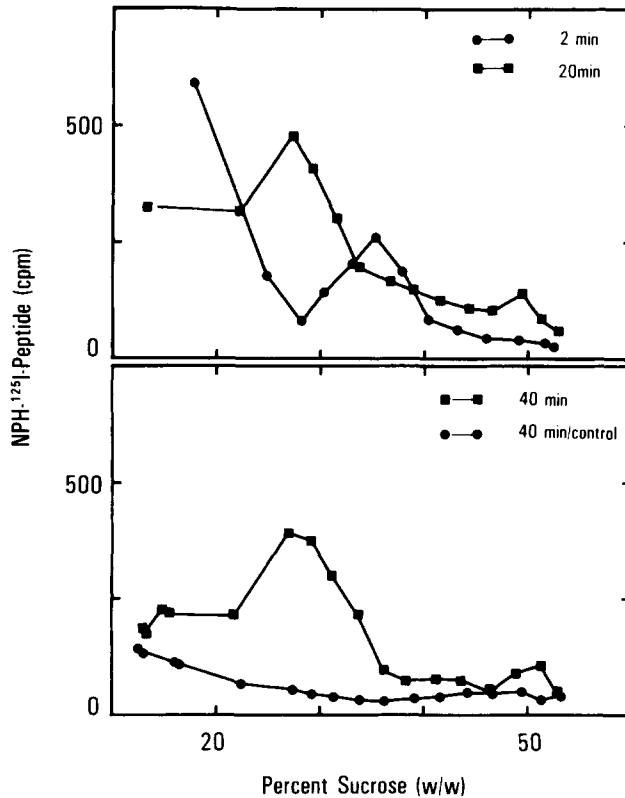 2 min
20min
500
0
NPH-¹²⁵I-Peptide (cpm)
40 min
40 min/control
500
0
20
50
Percent Sucrose (w/w)